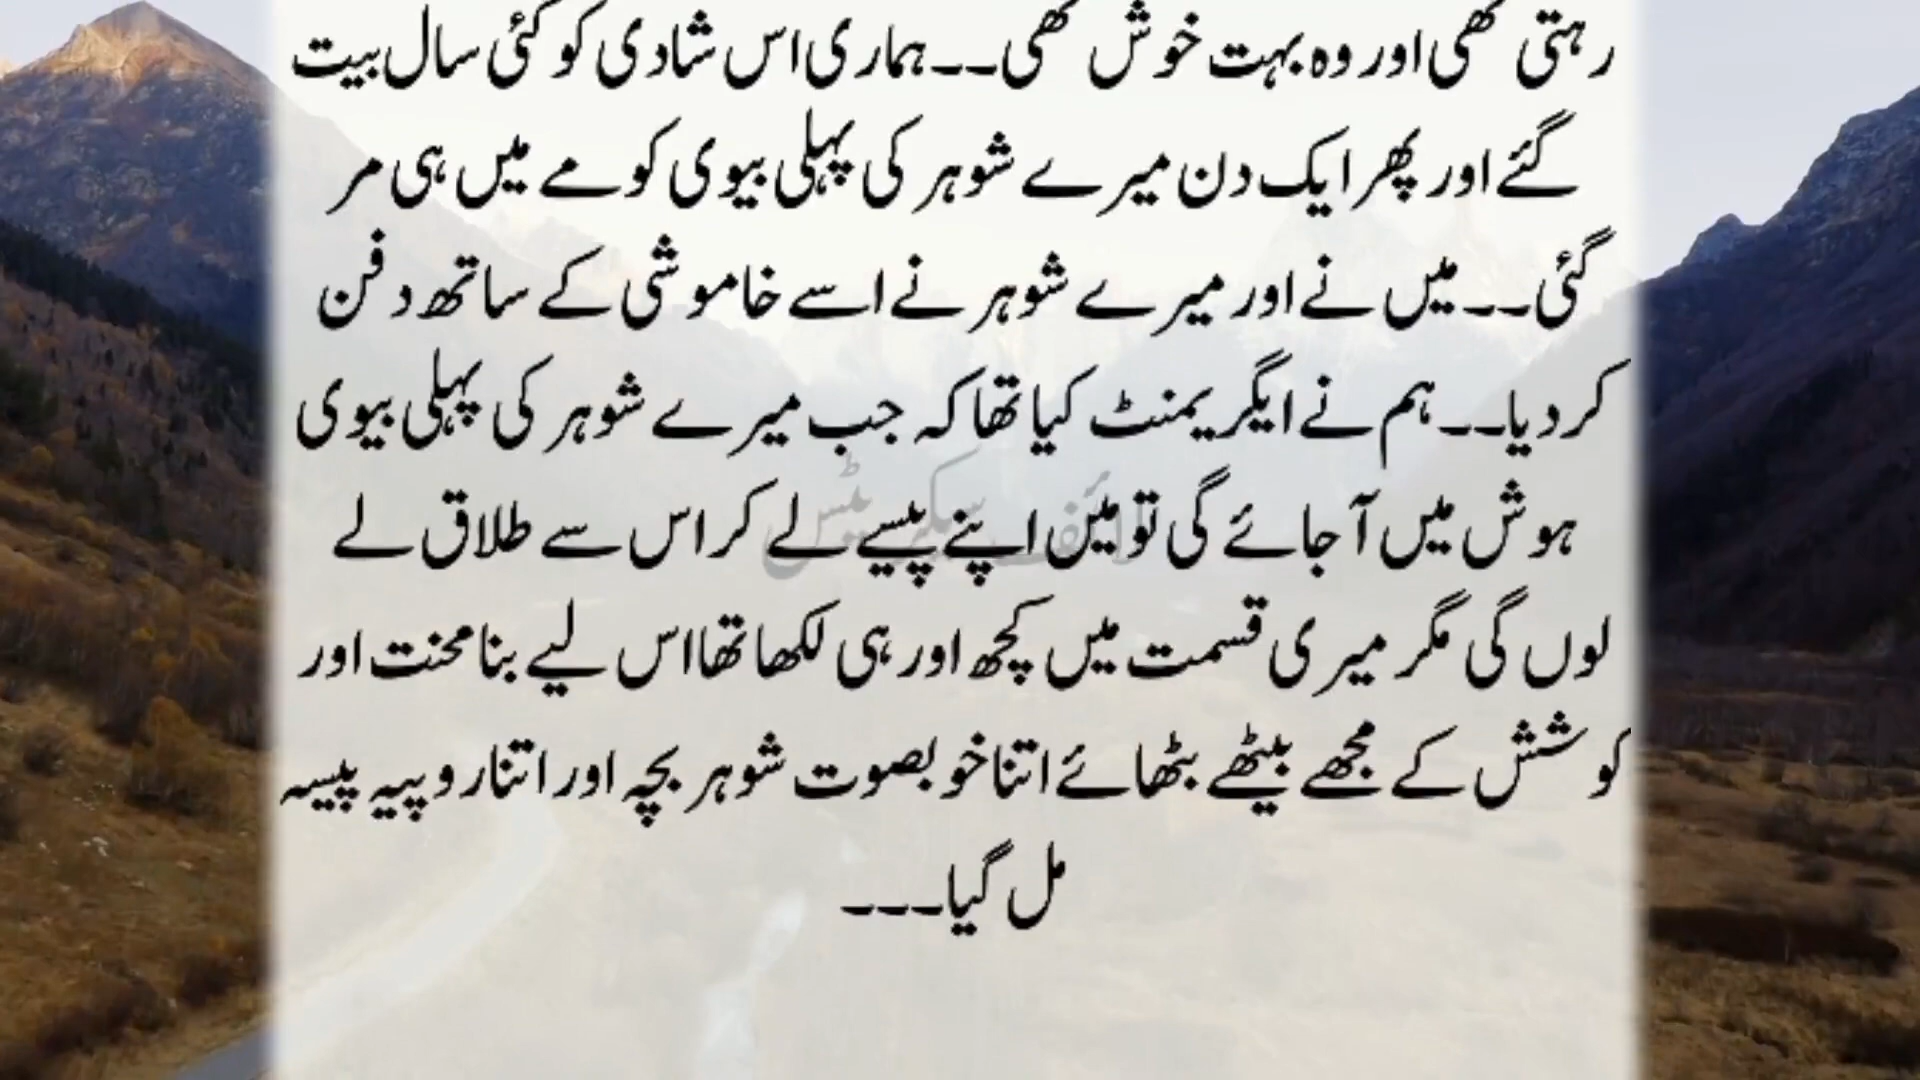 رہتی تھی اور وہ بہت خوش تھی۔۔ ہماری اس شادی کو کئی سال بیت
گئے اور پھر ایک دن میرے شوہر کی پہلی بیوی کومے میں ہی مر
گئی۔۔ میں نے اور میرے شوہر نے اسے خاموشی کے ساتھ دفن
کر دیا۔۔ ہم نے ایگریمنٹ کیا تھا کہ جب میرے شوہر کی پہلی بیوی
ہوش میں آ جائے گی تو میں اپنے پیسے لے کر اس سے طلاق لے
لوں گی مگر میری قسمت میں کچھ اور ہی لکھا تھا اس لیے بنا محنت اور
کوشش کے مجھے بیٹھے بٹھائے اتنا خوبصوت شوہر بچہ اور اتنا روپیہ پیسہ
مل گیا۔۔۔